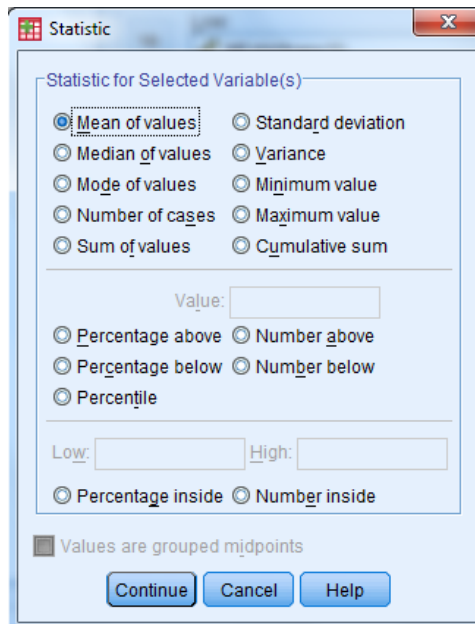 Statistic
Statistic for Selected Variable(s)
Mean of values Standard deviation
Median of values Variance
Mode of values Minimum value
Number of cases Maximum value
Sum of values Cumulative sum
Value:
Percentage above Number above
Percentage below Number below
Percentile
Low: High:
Percentage inside Number inside
Values are grouped midpoints
Continue Cancel Help